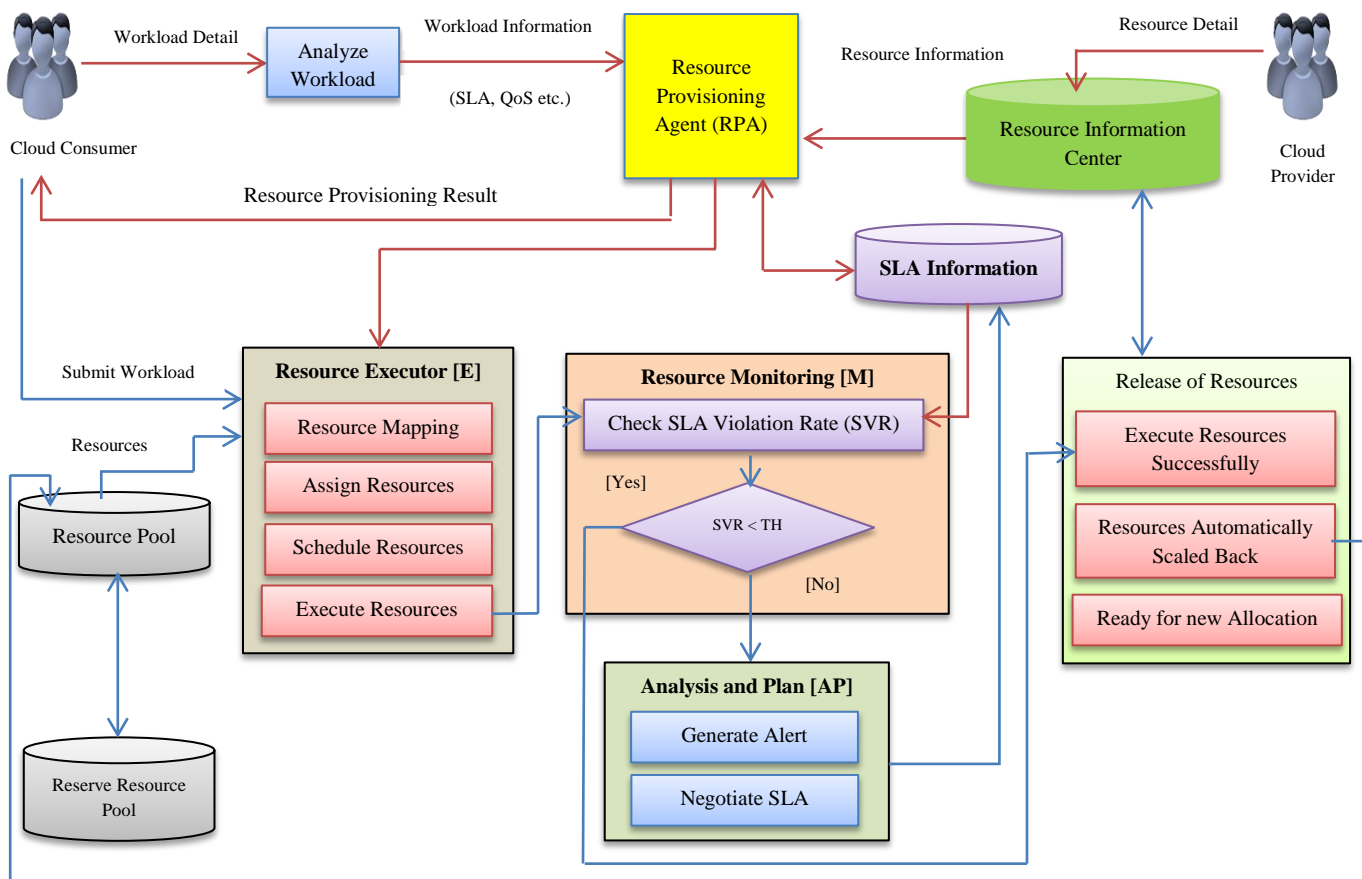 Workload Detail
Analyze
Workload
Workload Information
(SLA, QoS etc.)
Resource
Provisioning
Agent (RPA)
Resource Information
Resource Detail
Resource Information
Center
Cloud Consumer
Cloud
Provider
Resource Provisioning Result
SLA Information
Submit Workload
Resources
Resource Pool
Reserve Resource
Pool
Resource Executor [E]
Resource Mapping
Assign Resources
Schedule Resources
Execute Resources
Resource Monitoring [M]
Check SLA Violation Rate (SVR)
[Yes]
SVR < TH
[No]
Analysis and Plan [AP]
Generate Alert
Negotiate SLA
Release of Resources
Execute Resources
Successfully
Resources Automatically
Scaled Back
Ready for new Allocation